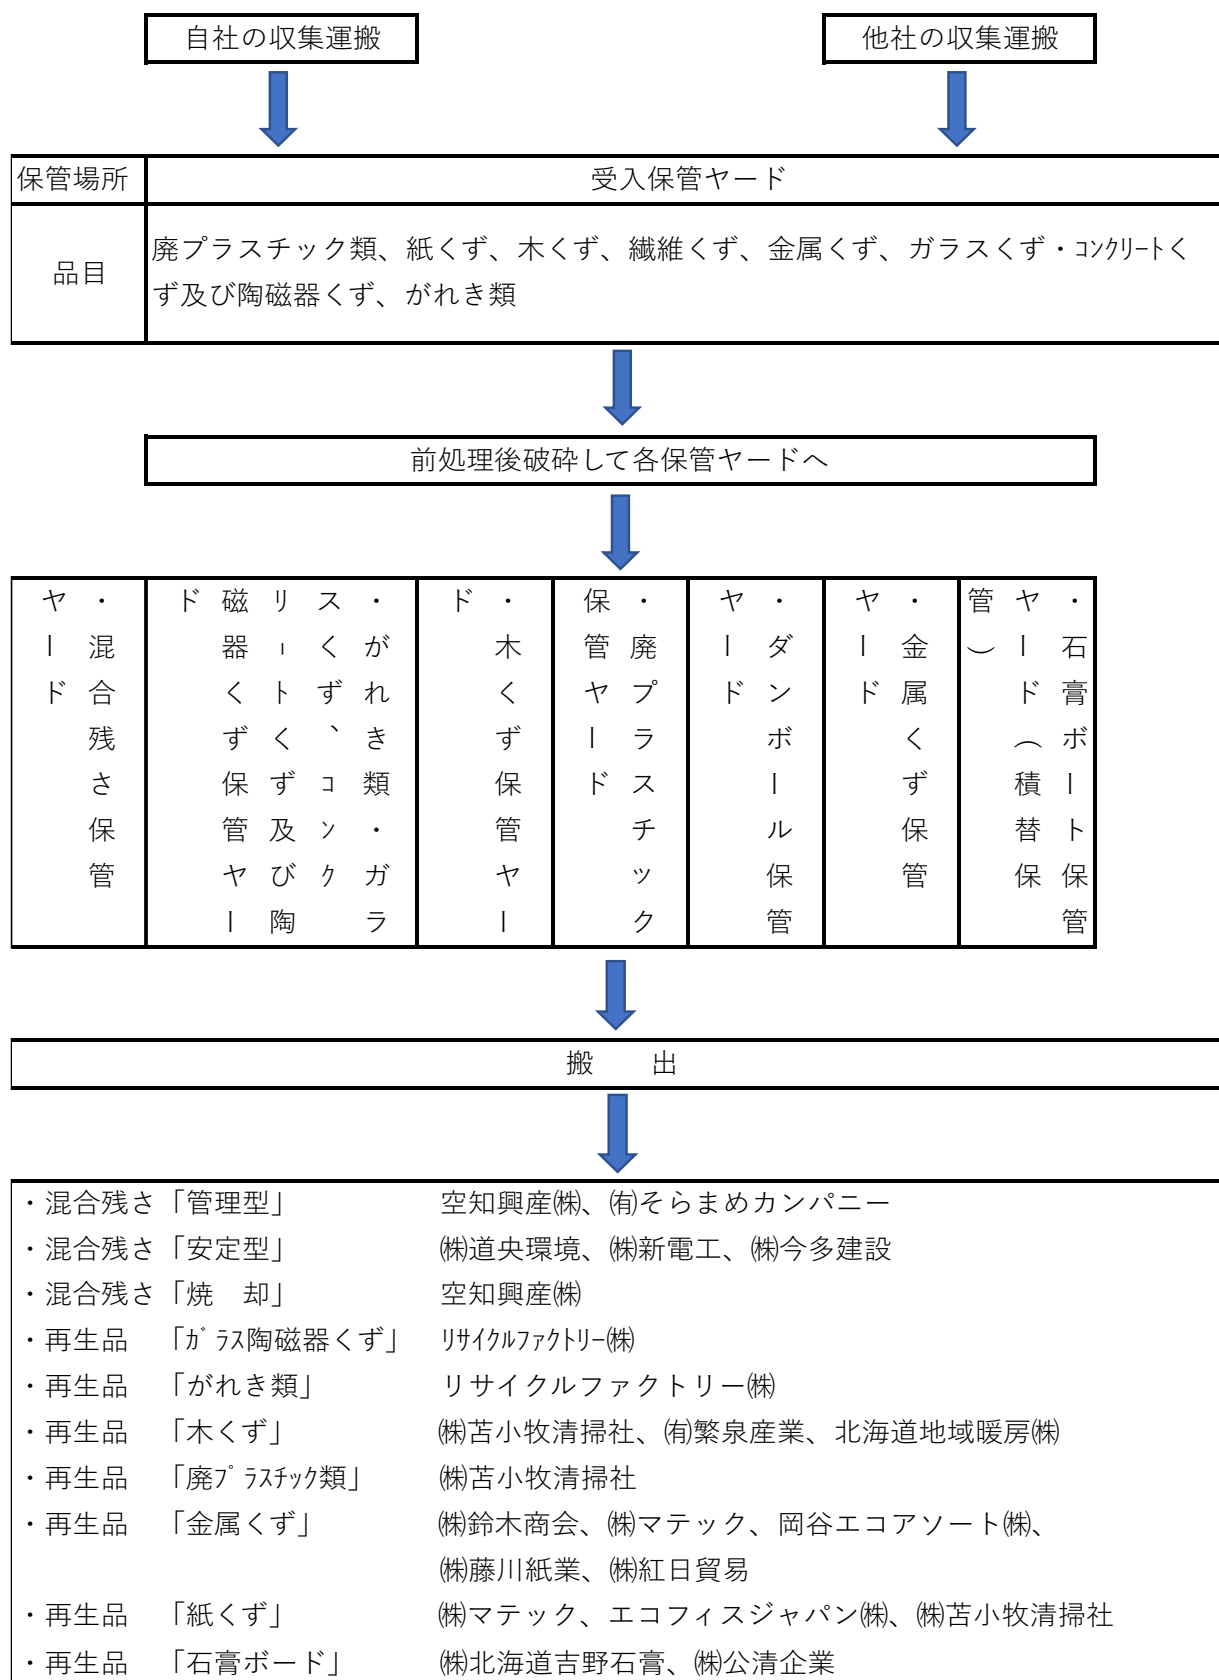 自社の収集運搬
他社の収集運搬
保管場所
受入保管ヤード
品目
廃プラスチック類、紙くず、木くず、繊維くず、金属くず、ガラスくず・ｺﾝｸﾘｰﾄく
ず及び陶磁器くず、がれき類
前処理後破砕して各保管ヤードへ
・石膏ボート保管
ヤード（積替保
管）
・金属くず保管
ヤード
・ダンボール保管
ヤード
・廃プラスチック
保管ヤード
・木くず保管ヤー
ド
・がれき類・ガラ
スくず、ｺﾝｸ
ﾘｰﾄくず及び陶
磁器くず保管ヤー
ド
・混合残さ保管
ヤード
搬　出
・混合残さ「管理型」　空知興産㈱、㈲そらまめカンパニー
・混合残さ「安定型」　㈱道央環境、㈱新電工、㈱今多建設
・混合残さ「焼　却」　空知興産㈱
・再生品　「ｶﾞﾗｽ陶磁器くず」　ﾘｻｲｸﾙﾌｧｸﾄﾘｰ㈱
・再生品　「がれき類」　リサイクルファクトリー㈱
・再生品　「木くず」　㈱苫小牧清掃社、㈲繁泉産業、北海道地域暖房㈱
・再生品　「廃ﾌﾟﾗｽﾁｯｸ類」　㈱苫小牧清掃社
・再生品　「金属くず」　㈱鈴木商会、㈱マテック、岡谷エコアソート㈱、
㈱藤川紙業、㈱紅日貿易
・再生品　「紙くず」　㈱マテック、エコフィスジャパン㈱、㈱苫小牧清掃社
・再生品　「石膏ボード」　㈱北海道吉野石膏、㈱公清企業